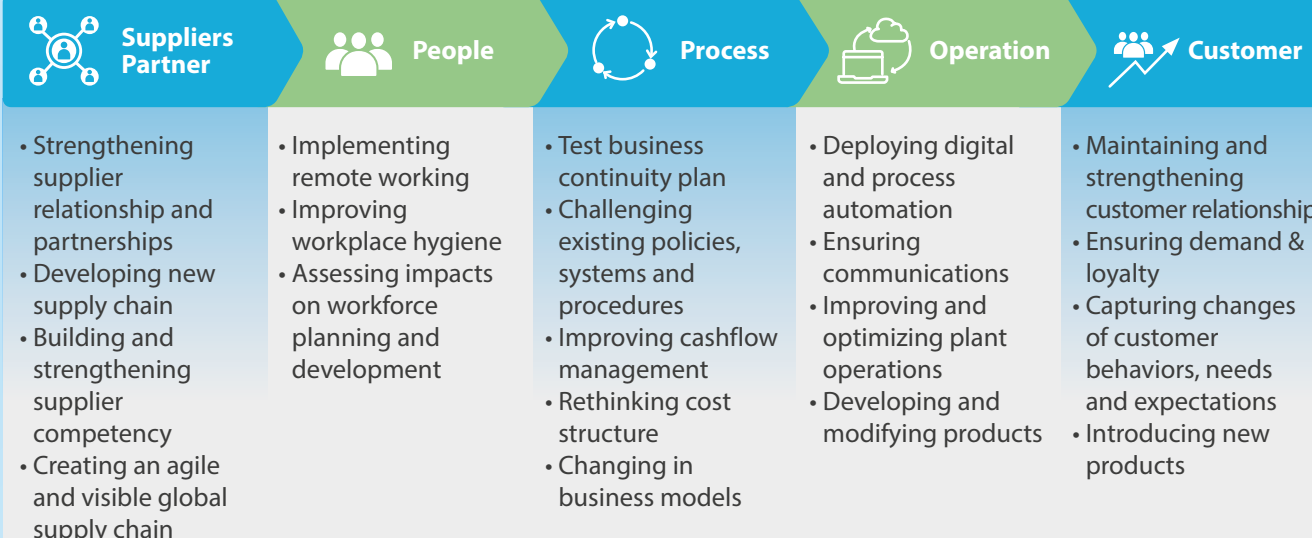 Suppliers
Partner
People
Process
Operation
Customer
• Strengthening
supplier
relationship and
partnerships
• Developing new
supply chain
• Building and
strengthening
supplier
competency
• Creating an agile
and visible global
supply chain
• Implementing
remote working
• Improving
workplace hygiene
• Assessing impacts
on workforce
planning and
development
• Test business
continuity plan
• Challenging
existing policies,
systems and
procedures
• Improving cashflow
management
• Rethinking cost
structure
• Changing in
business models
• Deploying digital
and process
automation
• Ensuring
communications
• Improving and
optimizing plant
operations
• Developing and
modifying products
• Maintaining and
strengthening
customer relationship
• Ensuring demand &
loyalty
• Capturing changes
of customer
behaviors, needs
and expectations
• Introducing new
products